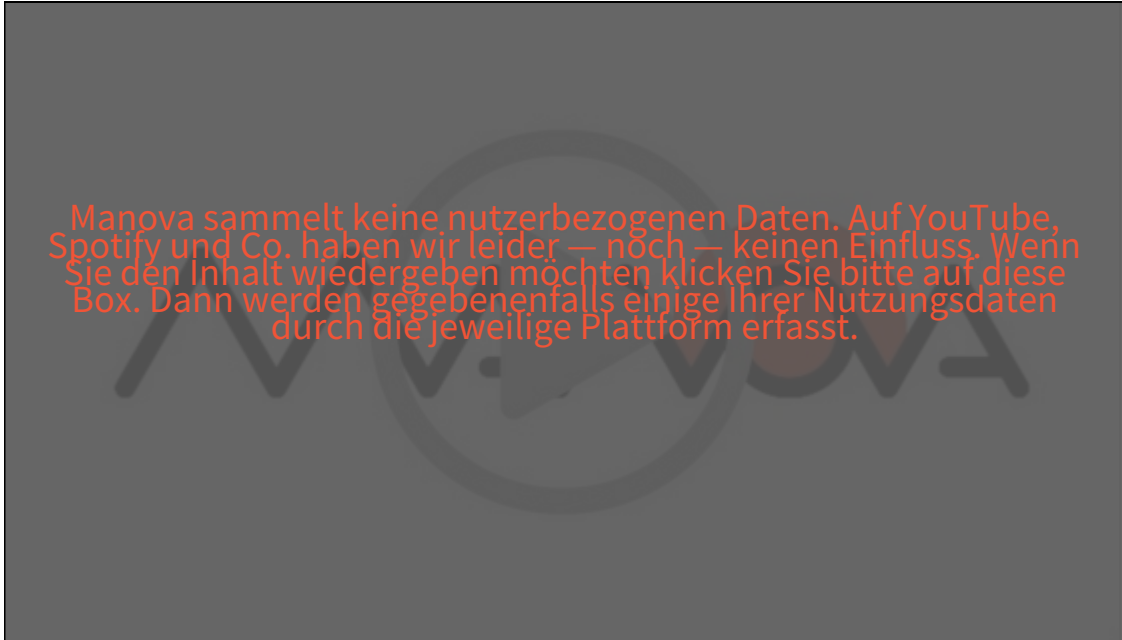 Manova sammelt keine nutzerbezogenen Daten. Auf YouTube,
Spotify und Co. haben wir leider — noch — keinen Einfluss. Wenn
Sie den Inhalt wiedergeben möchten klicken Sie bitte auf diese
Box. Dann werden gegebenenfalls einige Ihrer Nutzungsdaten
durch die jeweilige Plattform erfasst.
MANOVA